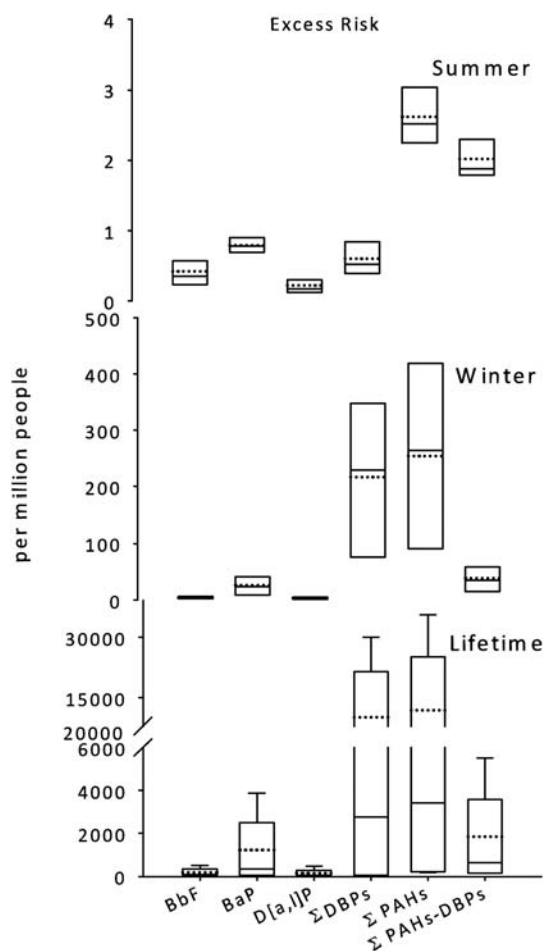 Excess Risk
4
Summer
3
2
1
0
500
Winter
400
300
200
100
0
per million people
Lifetime
30000
15000
20000
6000
4000
2000
0
BbF
BaP
D[a,l]P
Σ DBPs
Σ PAHs
Σ PAHs-DBPs